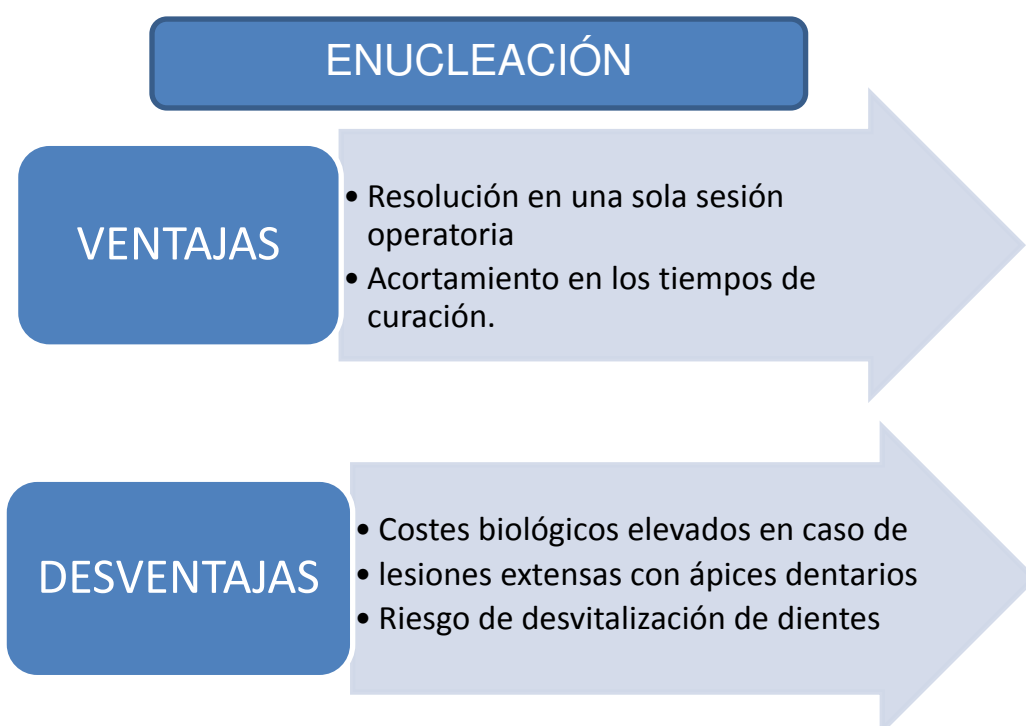 ENUCLEACIÓN
VENTAJAS
• Resolución en una sola sesión
operatoria
• Acortamiento en los tiempos de
curación.
DESVENTAJAS
• Costes biológicos elevados en caso de
• lesiones extensas con ápices dentarios
• Riesgo de desvitalización de dientes